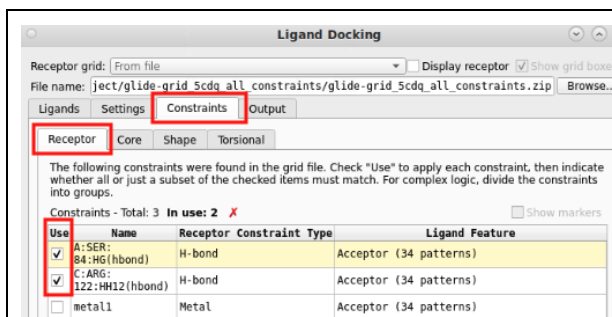 Ligand Docking
Receptor grid: From file Display receptor Show grid boxe
File name: ject/glide-grid_5cdq_all_constraints/glide-grid_5cdq_all_constraints.zip Browse..
Ligands Settings Constraints Output
Receptor Core Shape Torsional
The following constraints were found in the grid file. Check "Use" to apply each constraint, then indicate
whether all or just a subset of the checked items must match. For complex logic, divide the constraints
into groups.
Constraints - Total: 3 In use: 2 ✗ Show markers
Use Name Receptor Constraint Type Ligand Feature
A:SER:
84:HG(hbond) H-bond Acceptor (34 patterns)
C:ARG:
122:HH12(hbond) H-bond Acceptor (34 patterns)
metal1 Metal Acceptor (34 patterns)